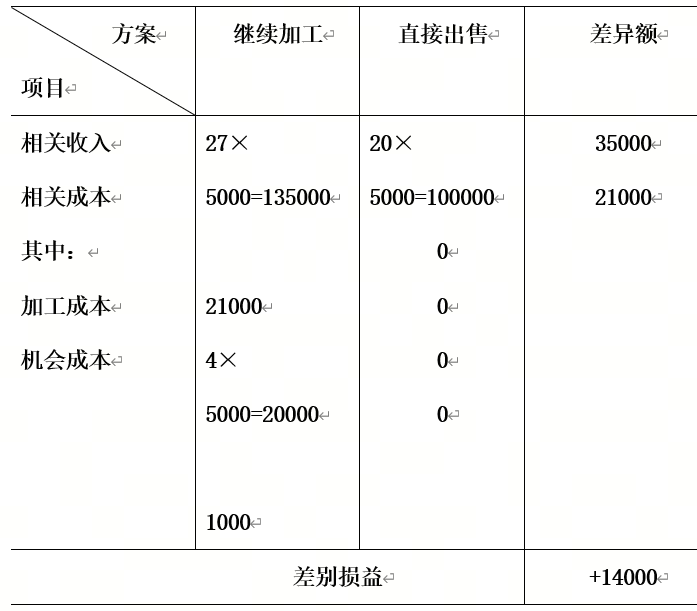 方案 继续加工 直接出售 差异额
项目
相关收入 27× 20× 35000
相关成本 5000=135000 5000=100000 21000
其中： 0
加工成本 21000 0
机会成本 4× 0
5000=20000 0
1000
差别损益 +14000